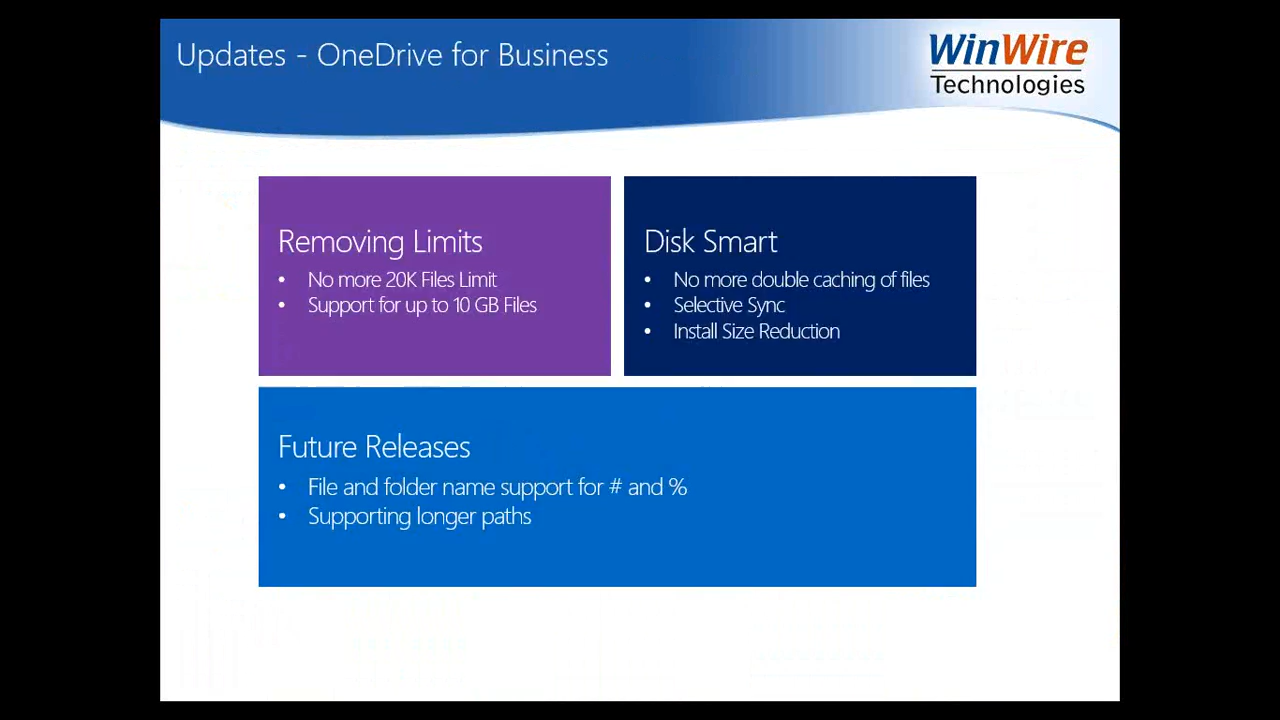 Updates - OneDrive for Business
WinWire
Technologies
Removing Limits
• No more 20K Files Limit
• Support for up to 10 GB Files
Disk Smart
• No more double caching of files
• Selective Sync
• Install Size Reduction
Future Releases
• File and folder name support for # and %
• Supporting longer paths